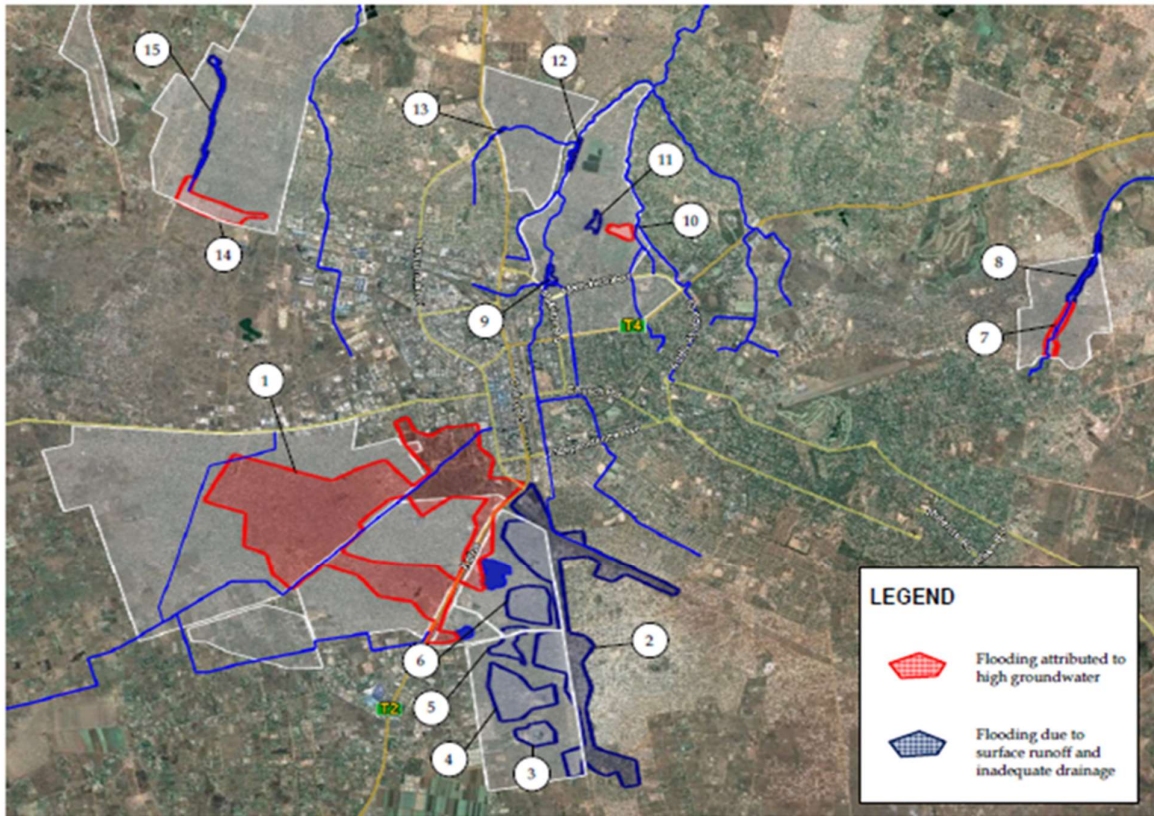 15
12
13
11
10
14
8
9
T4
7
1
2
6
5
T2
4
3
LEGEND
Flooding attributed to
high groundwater
Flooding due to
surface runoff and
inadequate drainage